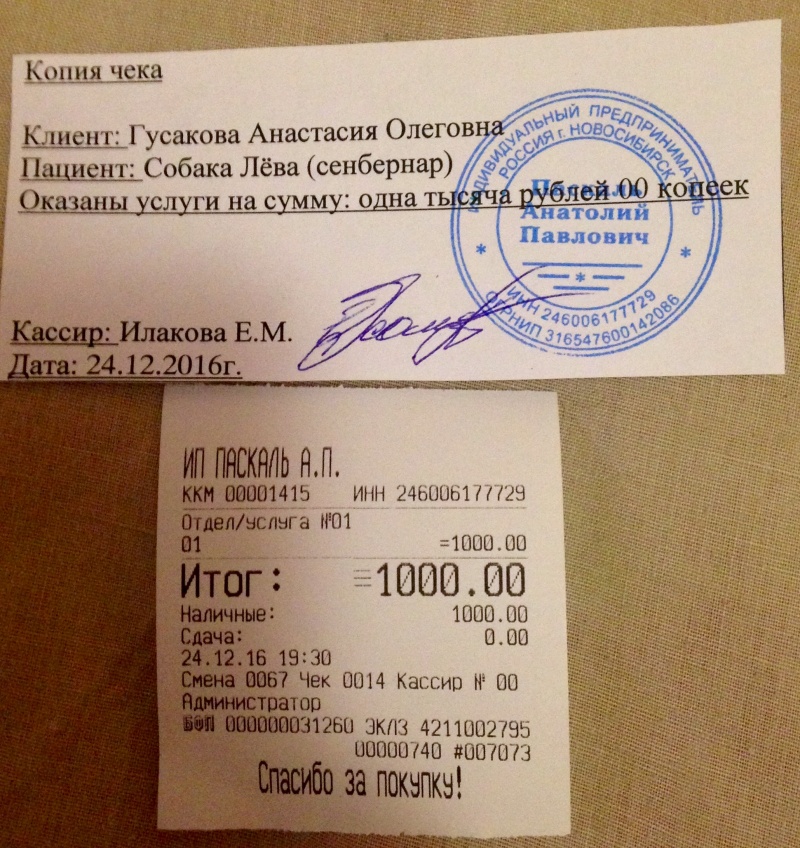 Копия чека
Клиент: Гусакова Анастасия Олеговна
Пациент: Собака Лёва (сенбернар)
Оказаны услуги на сумму: одна тысяча рублей 00 копеек
Кассир: Илакова Е.М.
Дата: 24.12.2016г.
ИНДИВИДУАЛЬНЫЙ ПРЕДПРИНИМАТЕЛЬ
РОССИЯ г. НОВОСИБИРСК
Паскаль
Анатолий
Павлович
ИНН 246006177729
ОГРНИП 316547600142086
ИП ПАСКАЛЬ А.П.
ККМ 00001415 ИНН 246006177729
Отдел/услуга №01
01 =1000.00
Итог: =1000.00
Наличные: 1000.00
Сдача: 0.00
24.12.16 19:30
Смена 0067 Чек 0014 Кассир № 00
Администратор
000000031260 ЭКЛЗ 4211002795
00000740 #007073
Спасибо за покупку!